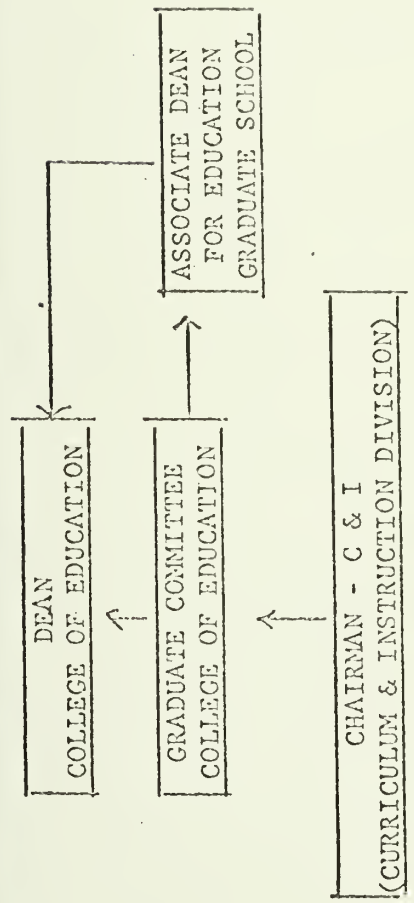 DEAN
COLLEGE OF EDUCATION
GRADUATE COMMITTEE
COLLEGE OF EDUCATION
ASSOCIATE DEAN
FOR EDUCATION
GRADUATE SCHOOL
CHAIRMAN - C & I
(CURRICULUM & INSTRUCTION DIVISION)